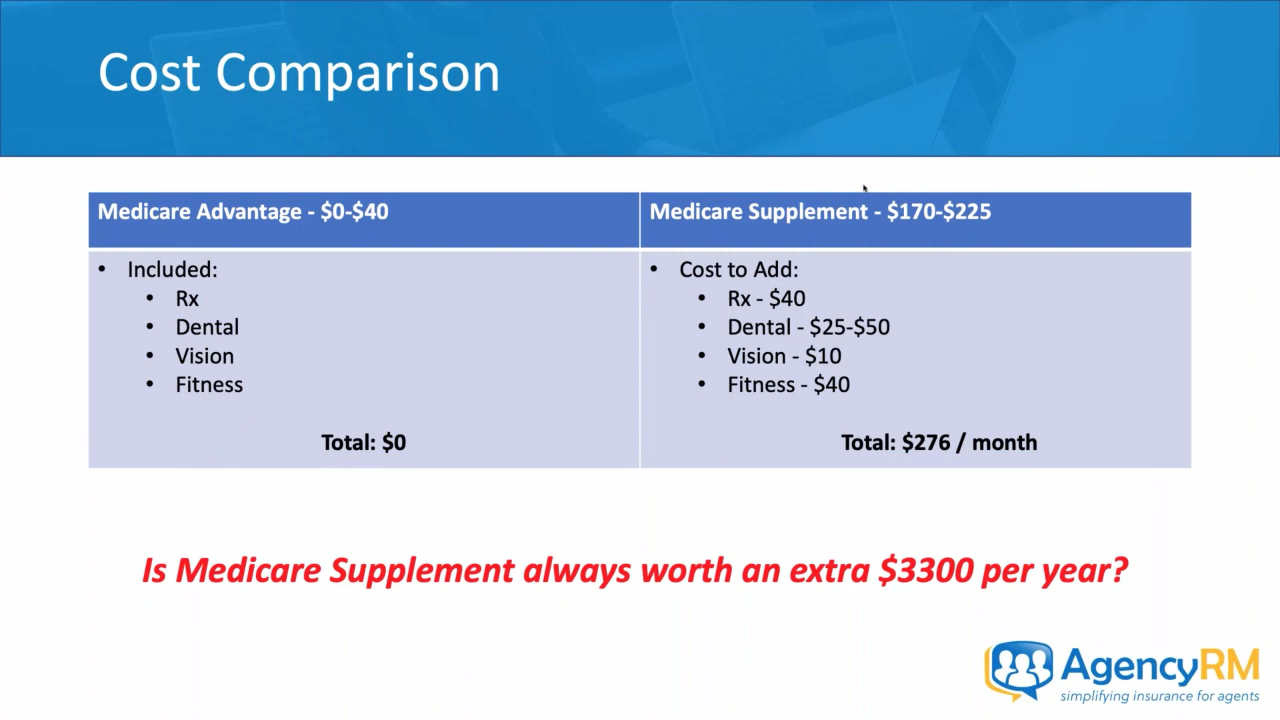 Cost Comparison
Medicare Advantage - $0-$40
• Included:
• Rx
• Dental
• Vision
• Fitness
Total: $0
Medicare Supplement - $170-$225
• Cost to Add:
• Rx - $40
• Dental - $25-$50
• Vision - $10
• Fitness - $40
Total: $276 / month
Is Medicare Supplement always worth an extra $3300 per year?
AgencyRM
simplifying insurance for agents